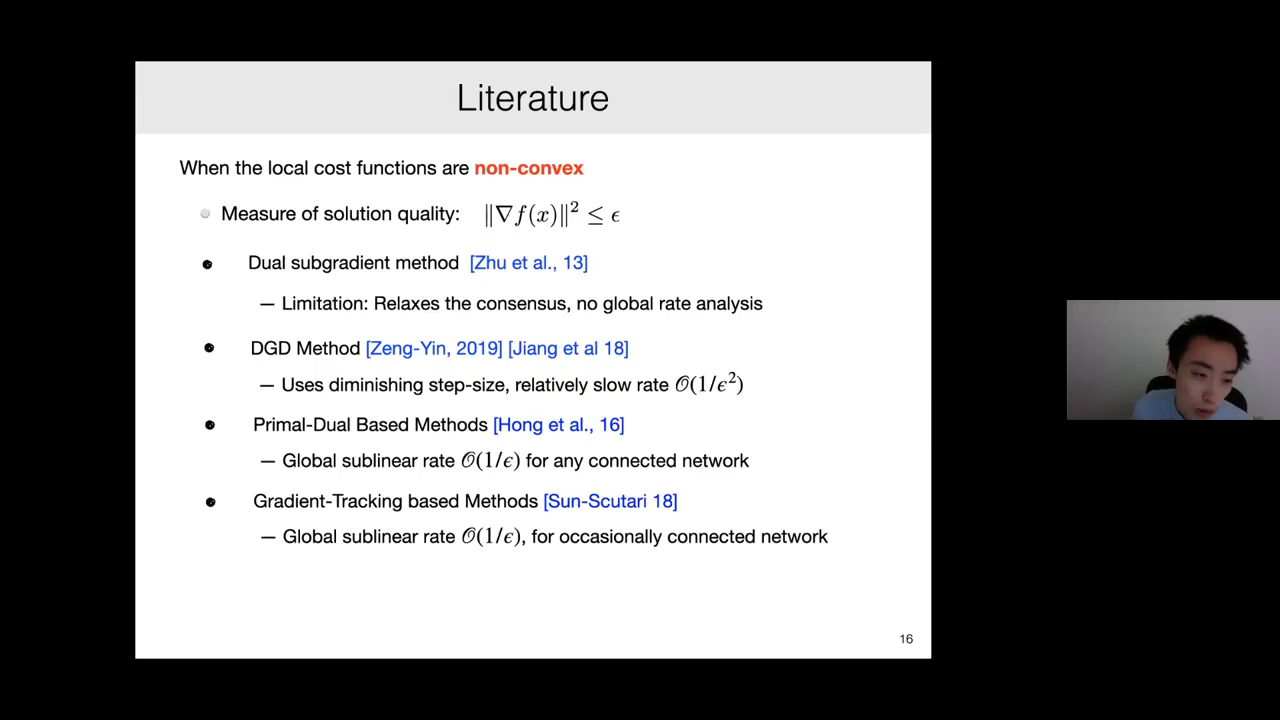 Literature
When the local cost functions are non-convex
Measure of solution quality: ‖∇f(x)‖² ≤ ϵ
Dual subgradient method [Zhu et al., 13]
– Limitation: Relaxes the consensus, no global rate analysis
DGD Method [Zeng-Yin, 2019] [Jiang et al 18]
– Uses diminishing step-size, relatively slow rate 𝒪(1/ϵ²)
Primal-Dual Based Methods [Hong et al., 16]
– Global sublinear rate 𝒪(1/ϵ) for any connected network
Gradient-Tracking based Methods [Sun-Scutari 18]
– Global sublinear rate 𝒪(1/ϵ), for occasionally connected network
16